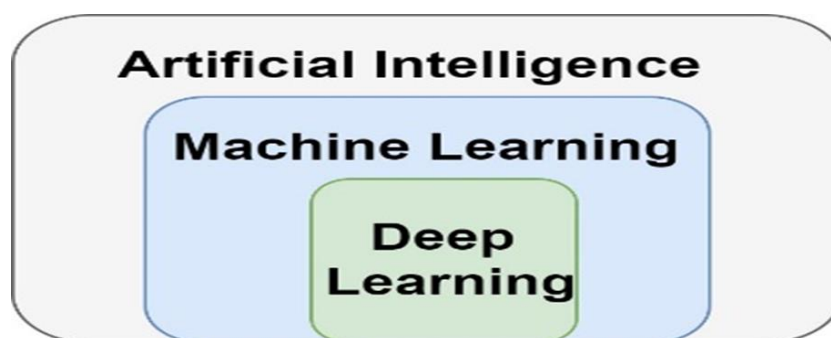 Artificial Intelligence
Machine Learning
Deep
Learning